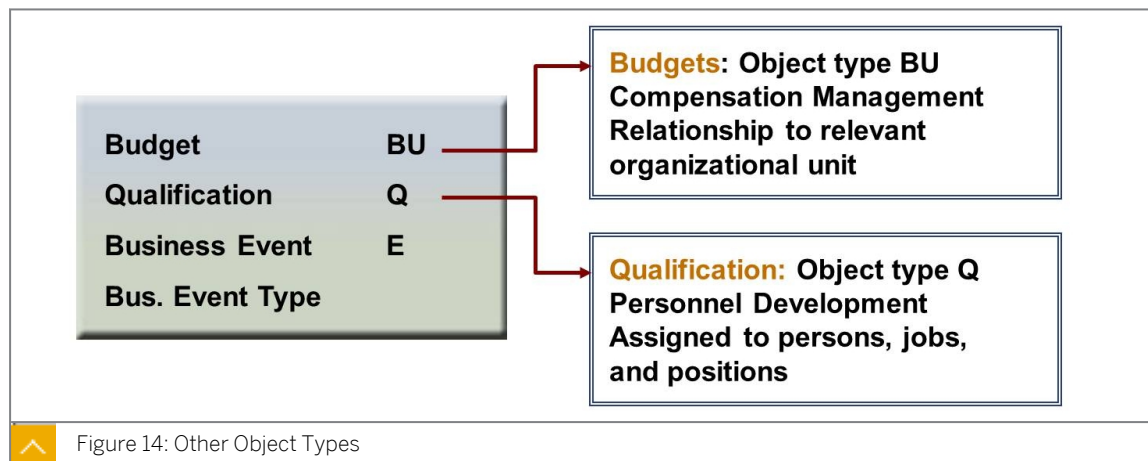 Budget BU
Qualification Q
Business Event E
Bus. Event Type
Budgets: Object type BU
Compensation Management
Relationship to relevant
organizational unit
Qualification: Object type Q
Personnel Development
Assigned to persons, jobs,
and positions
Figure 14: Other Object Types